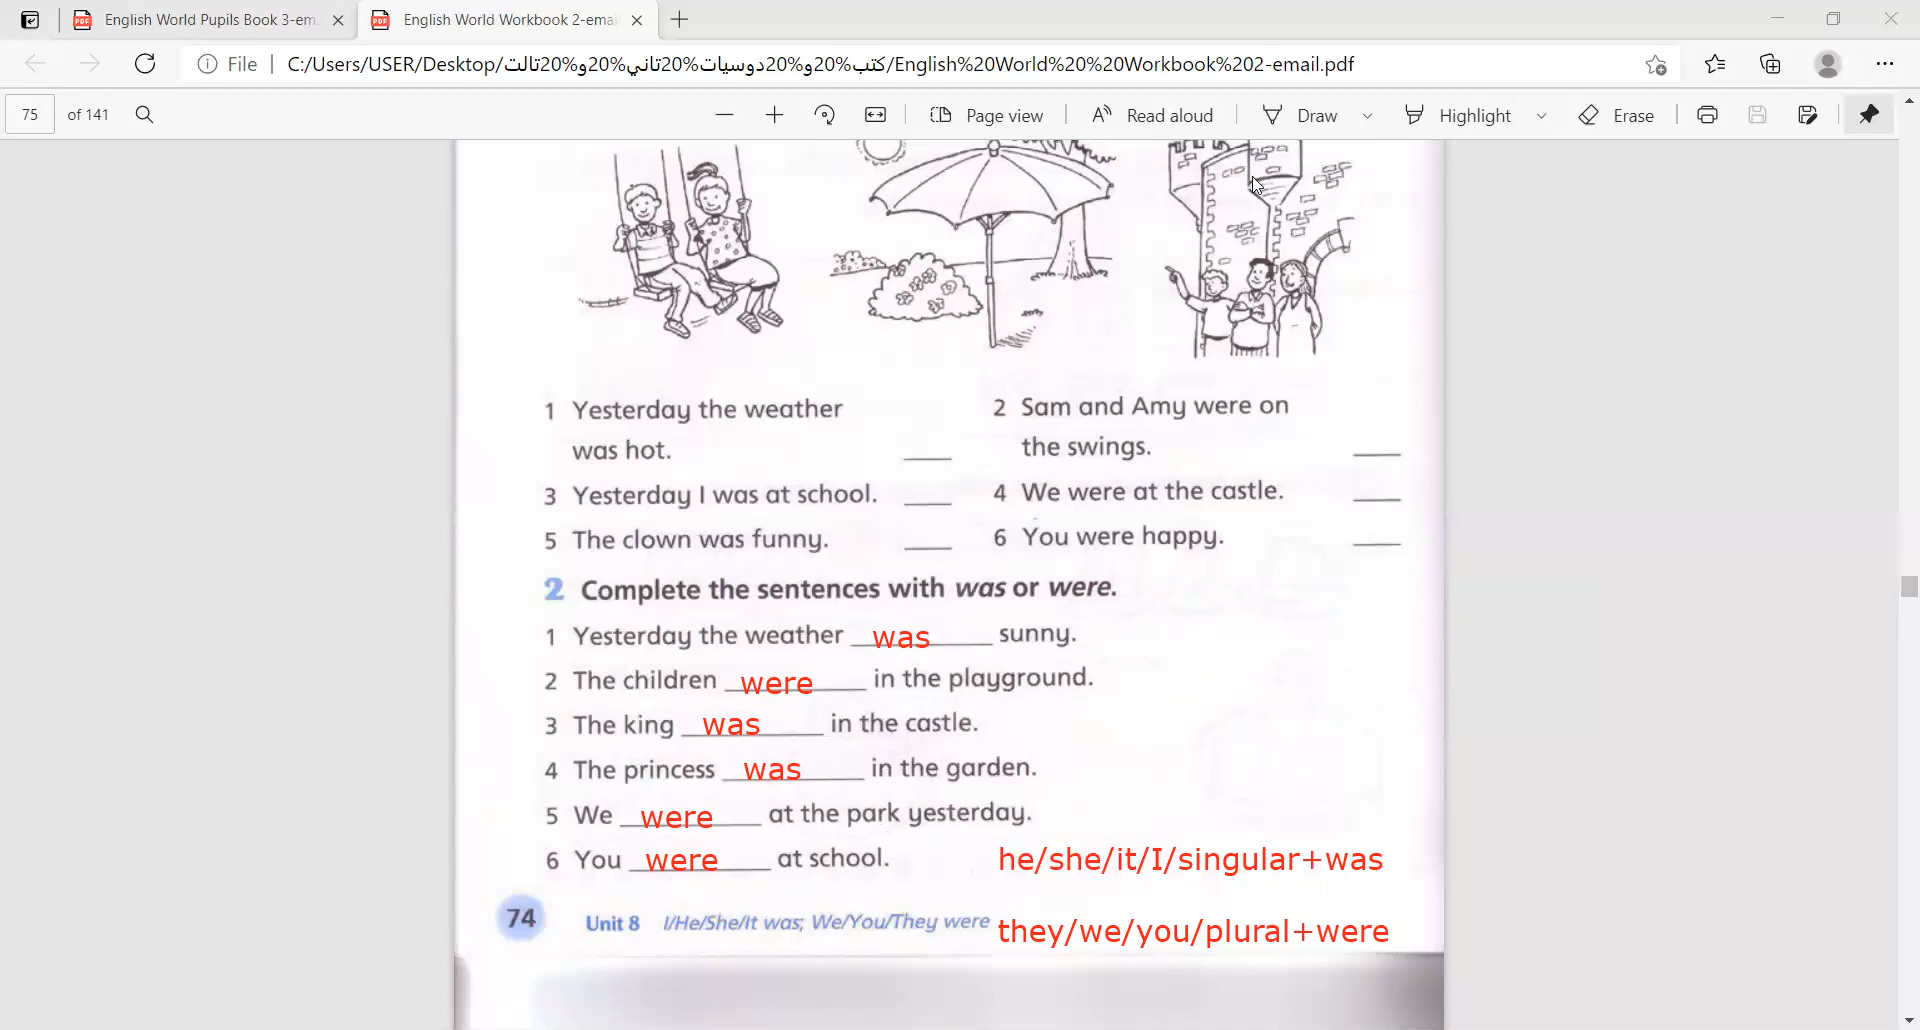 English World Pupils Book 3-em
English World Workbook 2-emai
File
C:/Users/USER/Desktop/كتب%20و%20دوسيات%20تاني%20و%20تالت/English%20World%20%20Workbook%202-email.pdf
75 of 141
Page view
Read aloud
Draw
Highlight
Erase
1 Yesterday the weather
was hot. ____
2 Sam and Amy were on
the swings. ____
3 Yesterday I was at school. ____
4 We were at the castle. ____
5 The clown was funny. ____
6 You were happy. ____
2 Complete the sentences with was or were.
1 Yesterday the weather was sunny.
2 The children were in the playground.
3 The king was in the castle.
4 The princess was in the garden.
5 We were at the park yesterday.
6 You were at school.
he/she/it/I/singular+was
74 Unit 8 I/He/She/It was; We/You/They were
they/we/you/plural+were